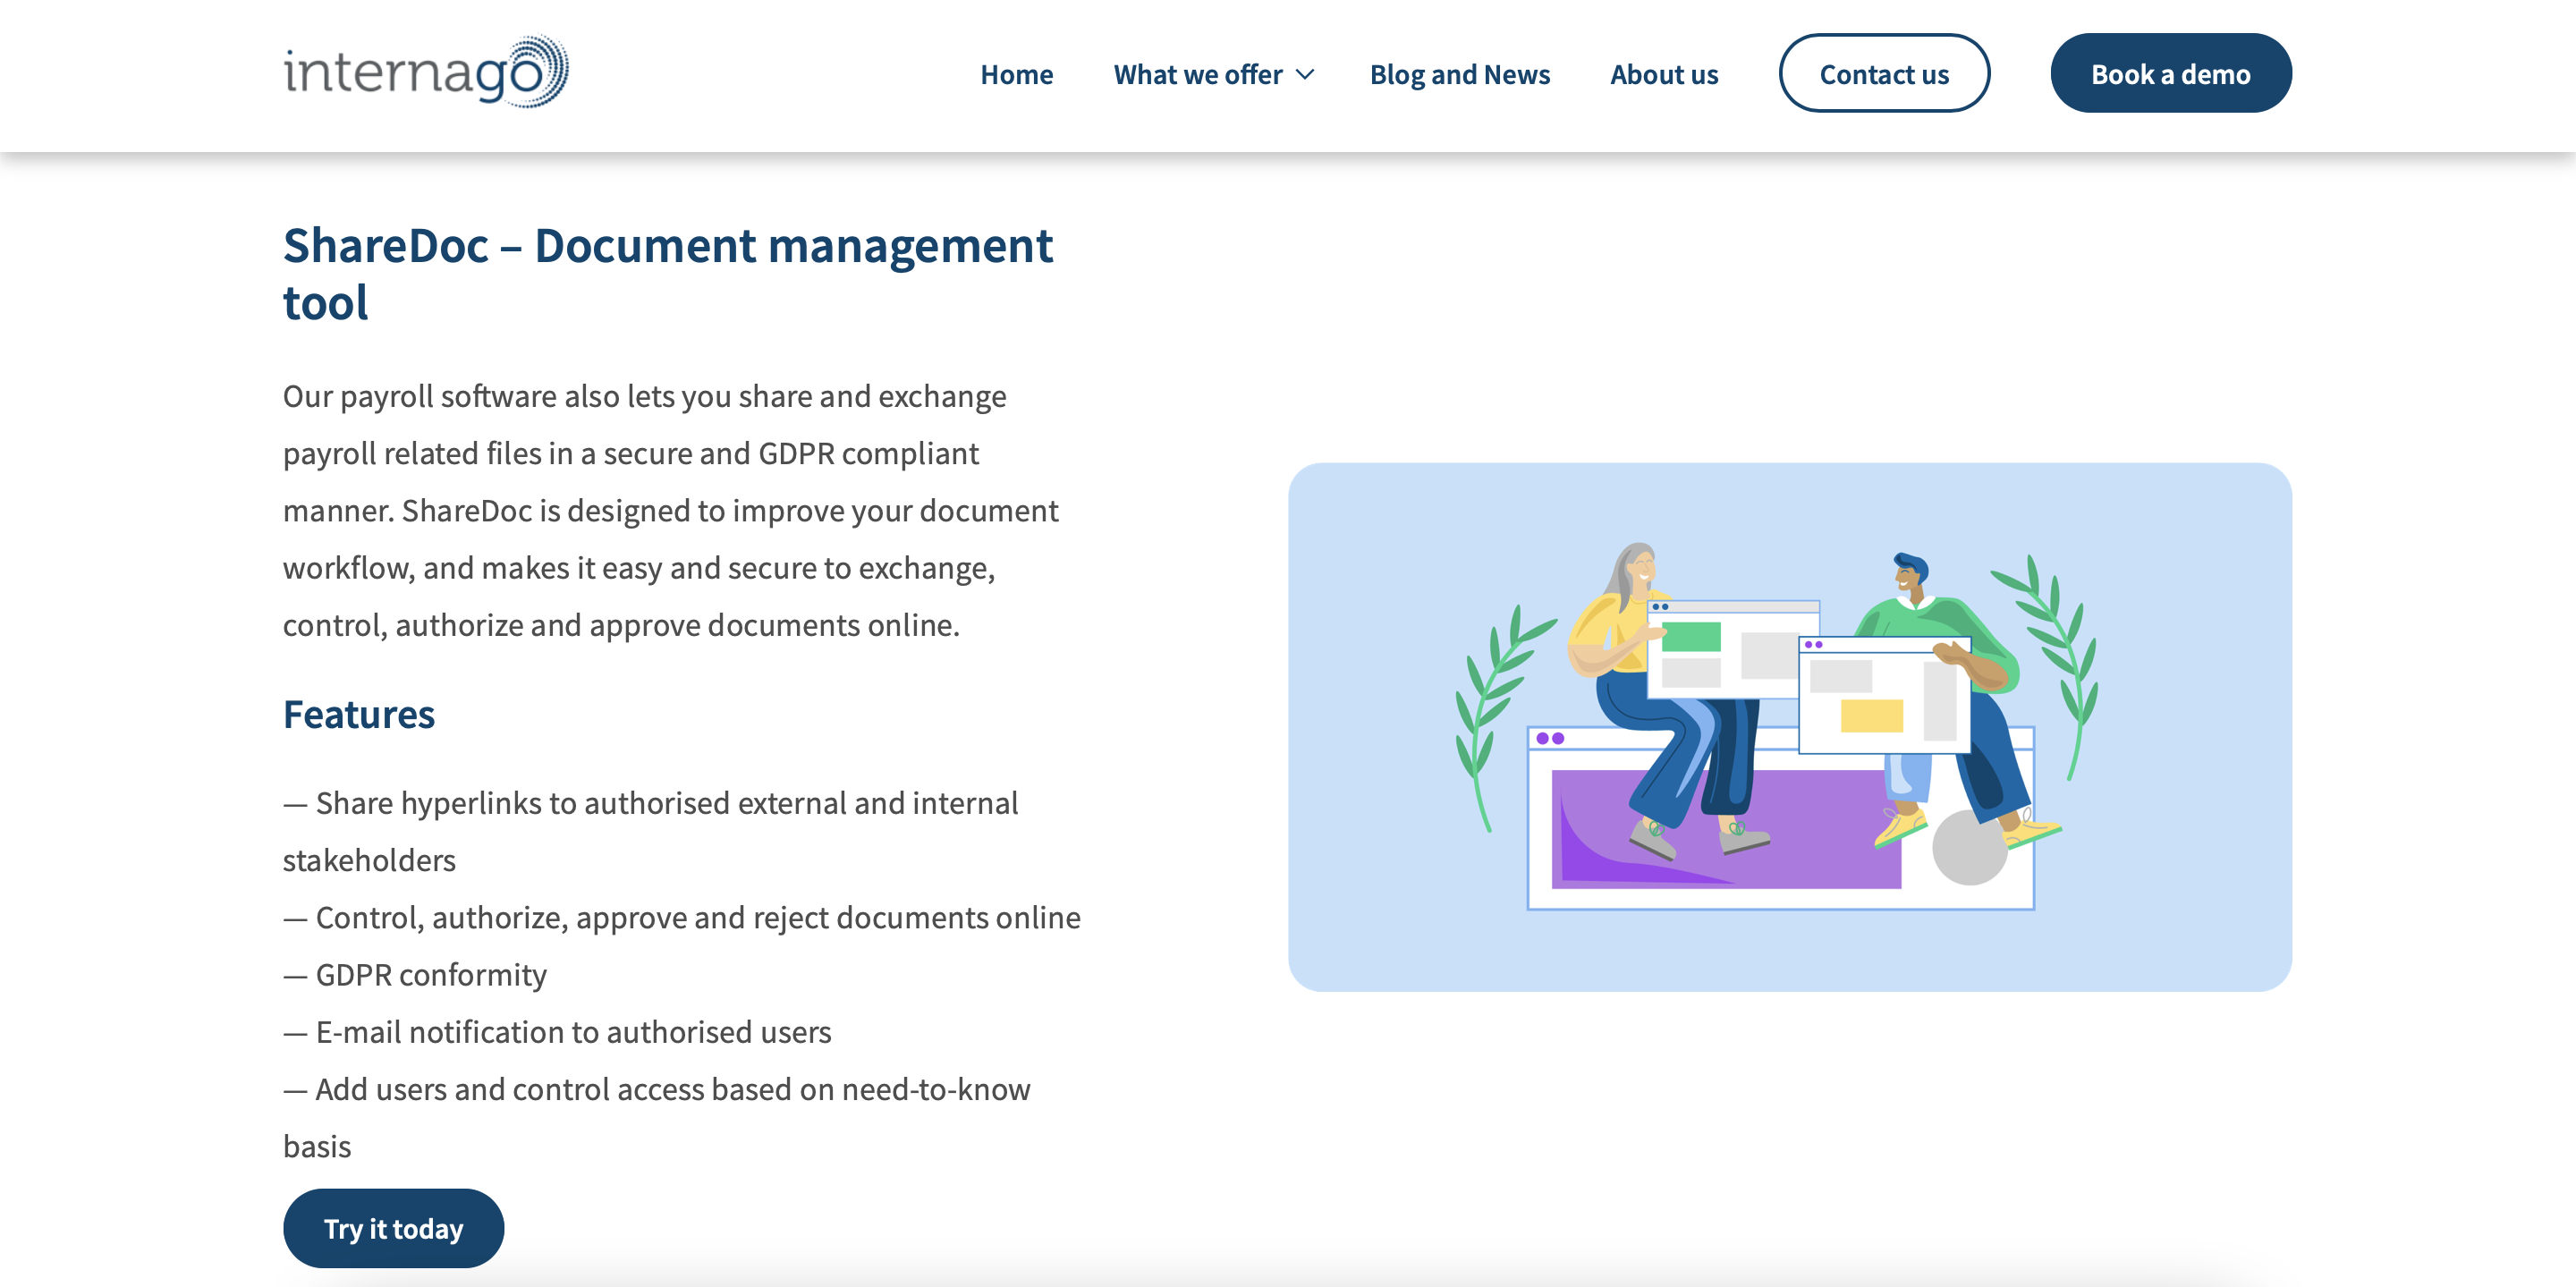 internago
Home
What we offer
Blog and News
About us
Contact us
Book a demo
ShareDoc – Document management
tool
Our payroll software also lets you share and exchange
payroll related files in a secure and GDPR compliant
manner. ShareDoc is designed to improve your document
workflow, and makes it easy and secure to exchange,
control, authorize and approve documents online.
Features
— Share hyperlinks to authorised external and internal
stakeholders
— Control, authorize, approve and reject documents online
— GDPR conformity
— E-mail notification to authorised users
— Add users and control access based on need-to-know
basis
Try it today